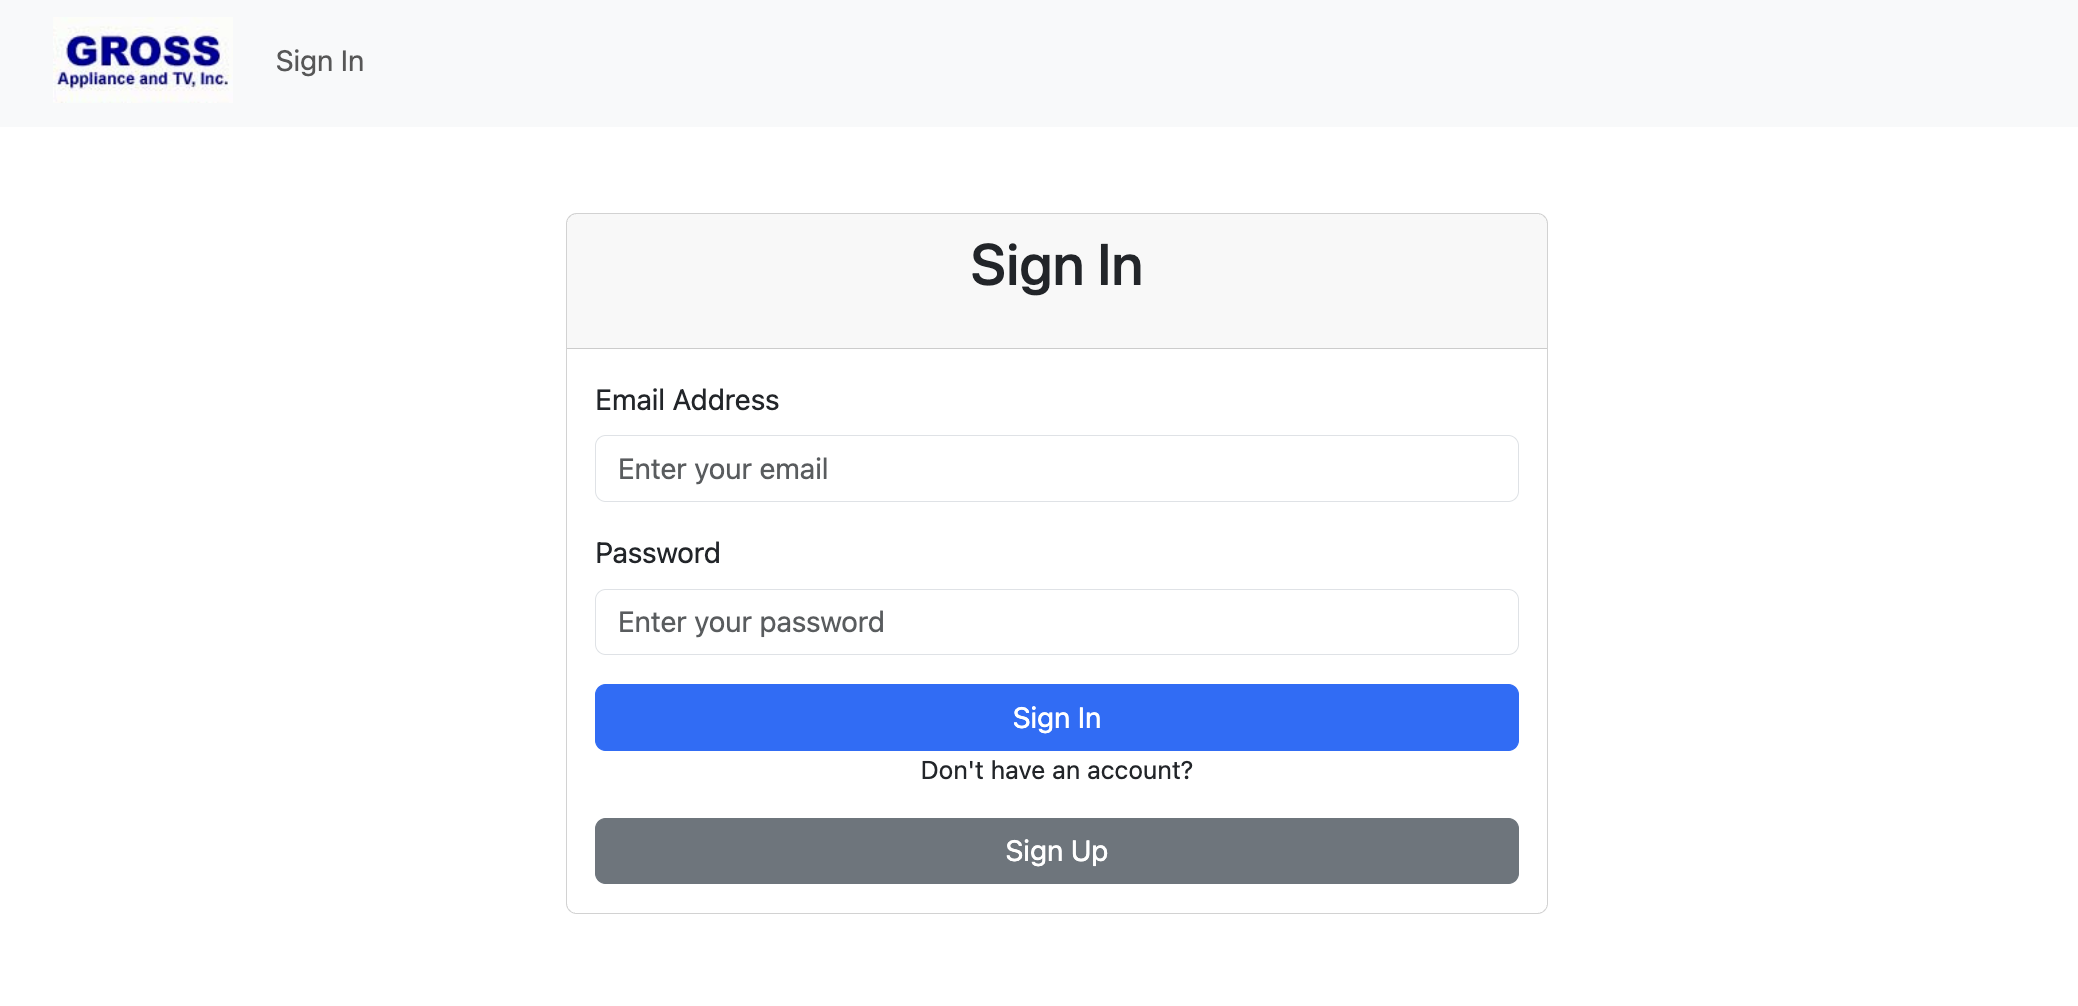 GROSS
Appliance and TV, Inc.
Sign In
Sign In
Email Address
Enter your email
Password
Enter your password
Sign In
Don't have an account?
Sign Up